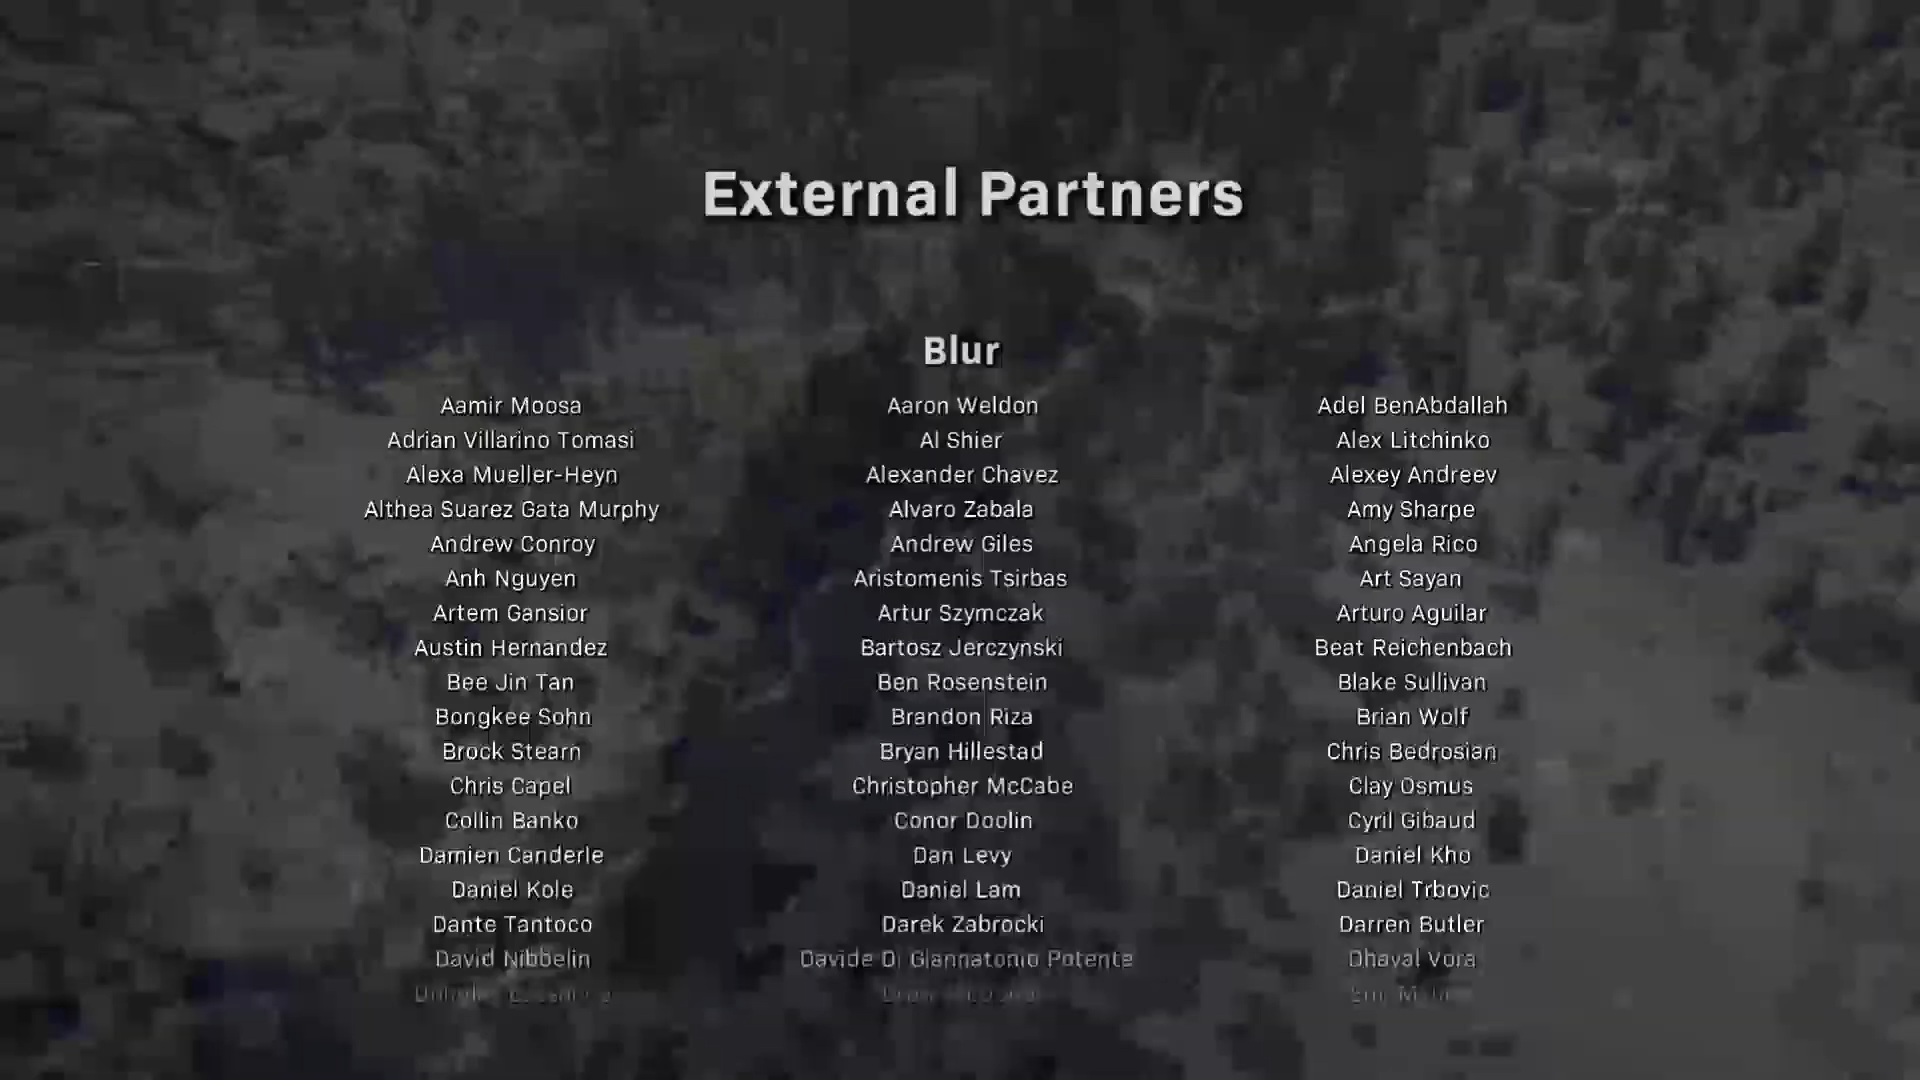 External Partners
Blur
Aamir Moosa Aaron Weldon Adel BenAbdallah
Adrian Villarino Tomasi Al Shier Alex Litchinko
Alexa Mueller-Heyn Alexander Chavez Alexey Andreev
Althea Suarez Gata Murphy Alvaro Zabala Amy Sharpe
Andrew Conroy Andrew Giles Angela Rico
Anh Nguyen Aristomenis Tsirbas Art Sayan
Artem Gansior Artur Szymczak Arturo Aguilar
Austin Hernandez Bartosz Jerczynski Beat Reichenbach
Bee Jin Tan Ben Rosenstein Blake Sullivan
Bongkee Sohn Brandon Riza Brian Wolf
Brock Stearn Bryan Hillestad Chris Bedrosian
Chris Capel Christopher McCabe Clay Osmus
Collin Banko Conor Doolin Cyril Gibaud
Damien Canderle Dan Levy Daniel Kho
Daniel Kole Daniel Lam Daniel Trbovic
Dante Tantoco Darek Zabrocki Darren Butler
David Nibbelin Davide Di Giannatonio Potente Dhaval Vora